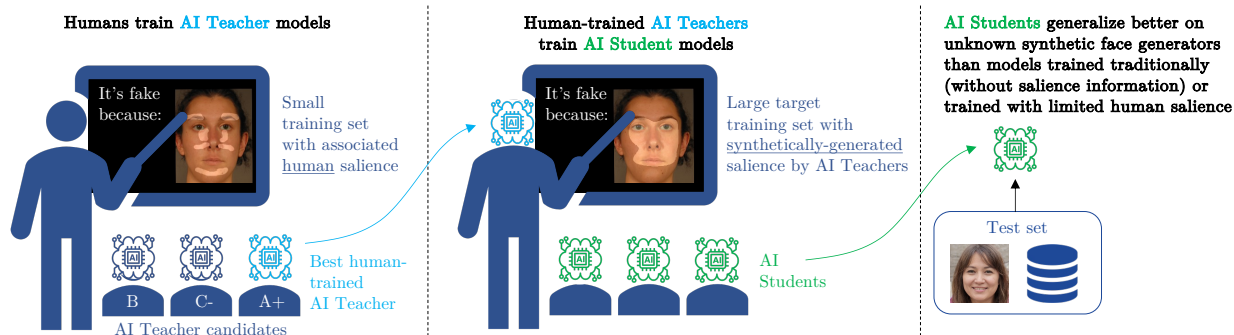 Humans train AI Teacher models
It's fake
because:
AI
Small
training set
with associated
human salience
AI
AI
AI
B
C-
A+
AI Teacher candidates
Best human-
trained
AI Teacher
Human-trained AI Teachers
train AI Student models
AI
It's fake
because:
Large target
training set with
synthetically-generated
salience by AI Teachers
AI
AI
AI
AI
Students
AI Students generalize better on
unknown synthetic face generators
than models trained traditionally
(without salience information) or
trained with limited human salience
AI
Test set